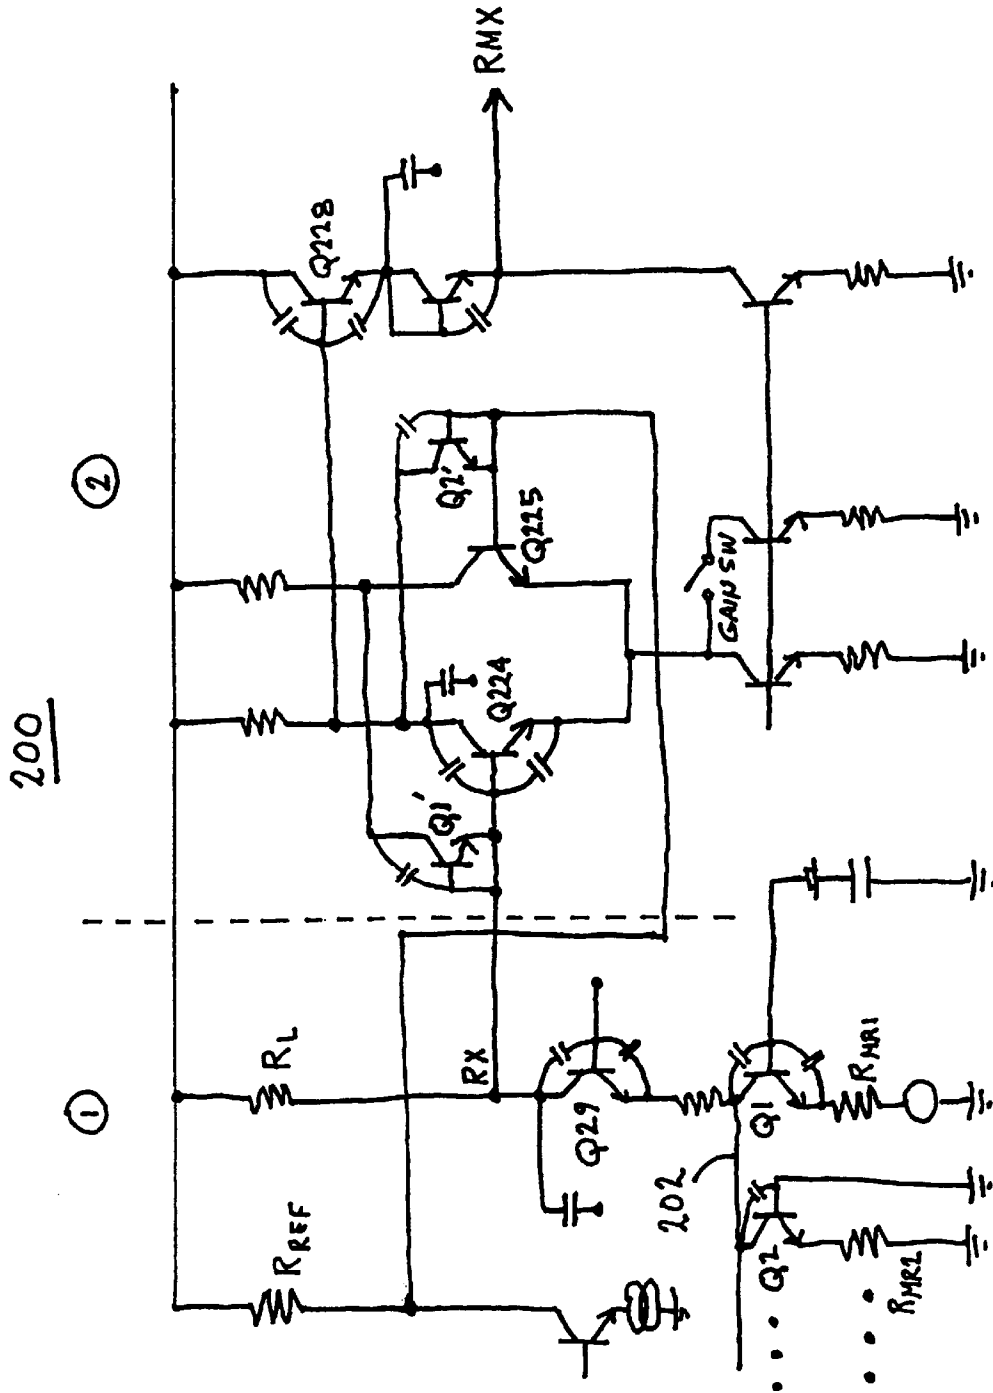 200
1
2
RREF
RL
RX
Q29
202
Q2
RMR2
Q1
RMR1
Q1'
Q224
Q2'
Q225
GAIN SW
Q228
RMX